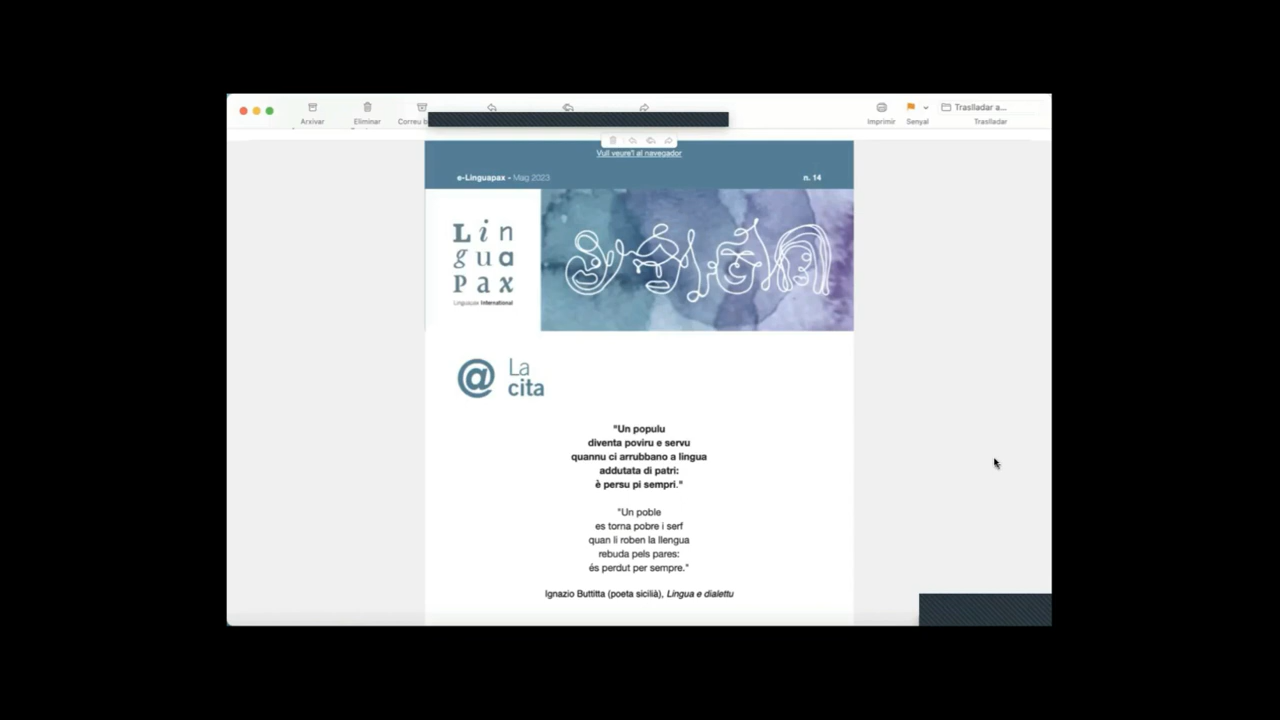 Arxivar
Eliminar
Correu b
Imprimir
Senyal
Traslladar a...
Traslladar
Vull veure'l al navegador
e-Linguapax - Maig 2023
n. 14
Lin
gua
Pax
Linguapax International
@ La
cita
"Un populu
diventa poviru e servu
quannu ci arrubbano a lingua
addutata di patri:
è persu pi sempri."
"Un poble
es torna pobre i serf
quan li roben la llengua
rebuda pels pares:
és perdut per sempre."
Ignazio Buttitta (poeta sicilià), Lingua e dialettu